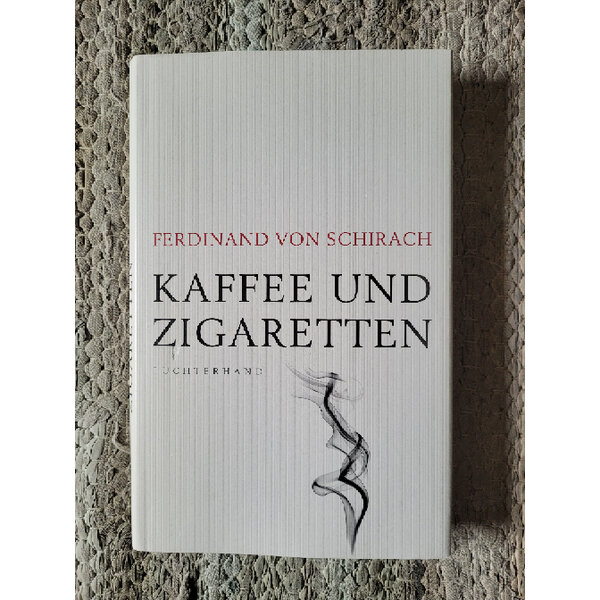 FERDINAND VON SCHIRACH
KAFFEE UND
ZIGARETTEN
LUCHTERHAND